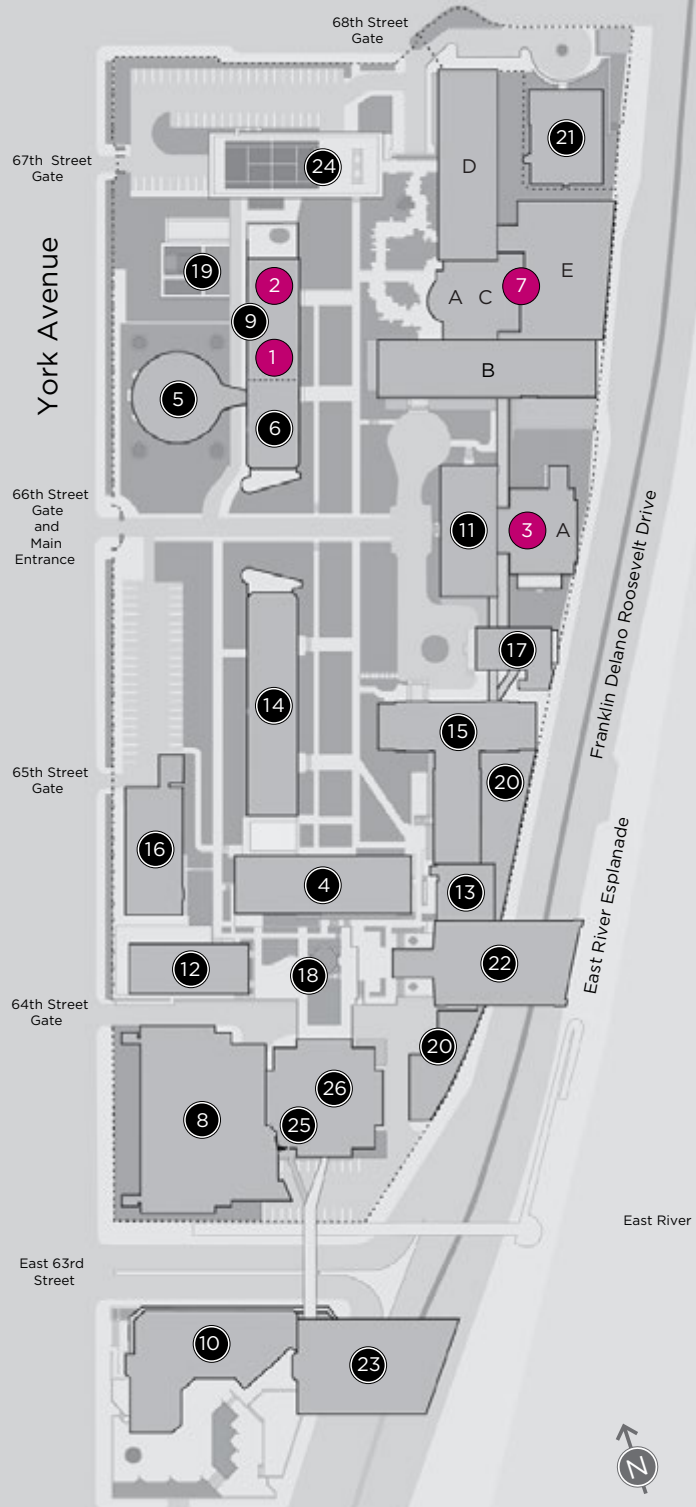 68th Street
Gate
21
67th Street
Gate
24
D
York Avenue
19
2
7
E
9
A C
1
B
5
6
66th Street
Gate
and
Main
Entrance
11
3
A
Franklin Delano Roosevelt Drive
17
14
15
65th Street
Gate
20
16
4
13
East River Esplanade
12
18
22
64th Street
Gate
20
26
8
25
East River
East 63rd
Street
10
23
N